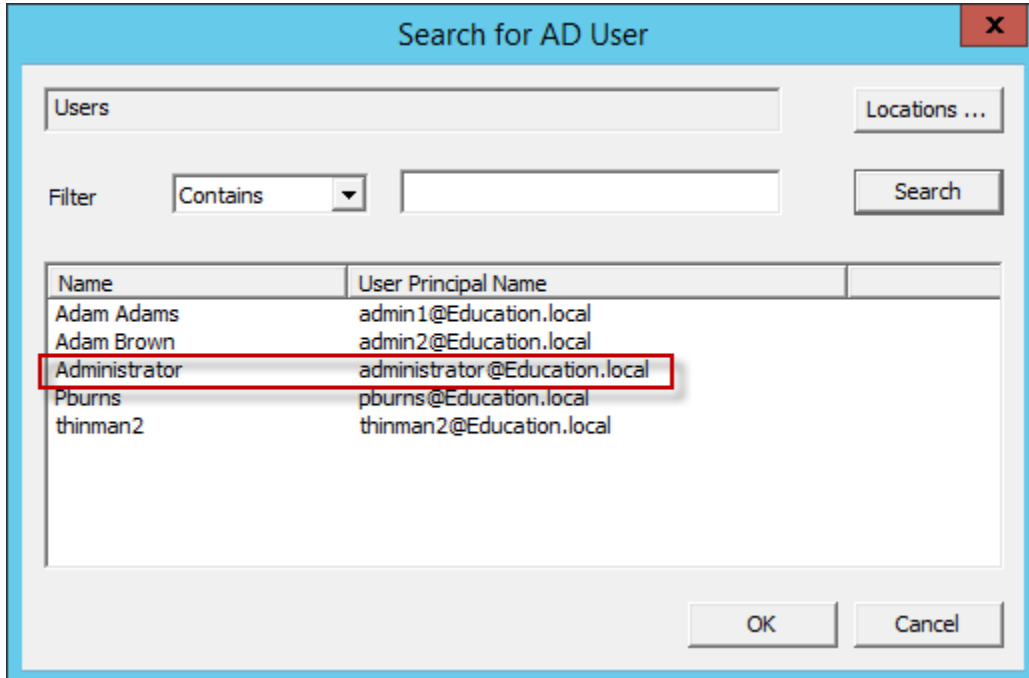 Search for AD User
x
Users
Locations ...
Filter Contains Search
Name User Principal Name
Adam Adams admin1@Education.local
Adam Brown admin2@Education.local
Administrator administrator@Education.local
Pburns pburns@Education.local
thinman2 thinman2@Education.local
OK Cancel